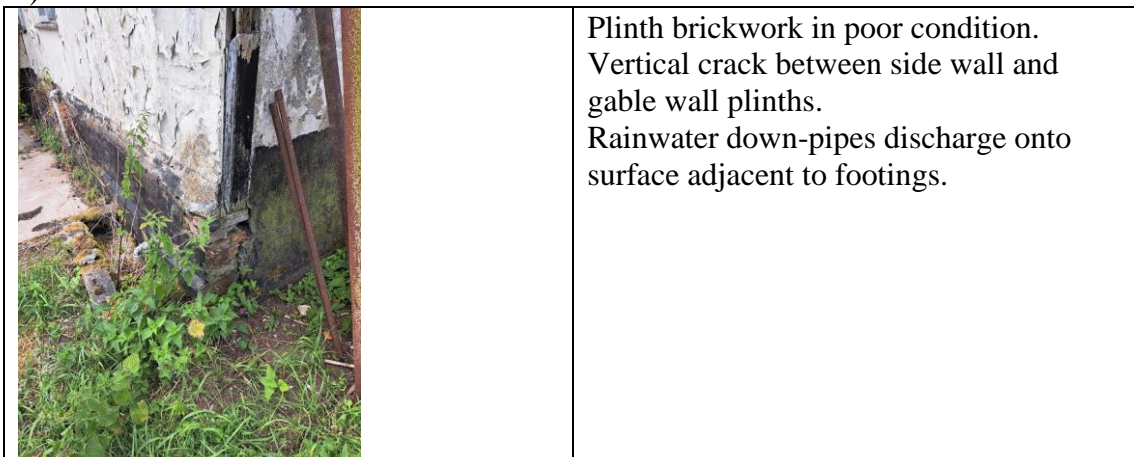 Plinth brickwork in poor condition.
Vertical crack between side wall and
gable wall plinths.
Rainwater down-pipes discharge onto
surface adjacent to footings.